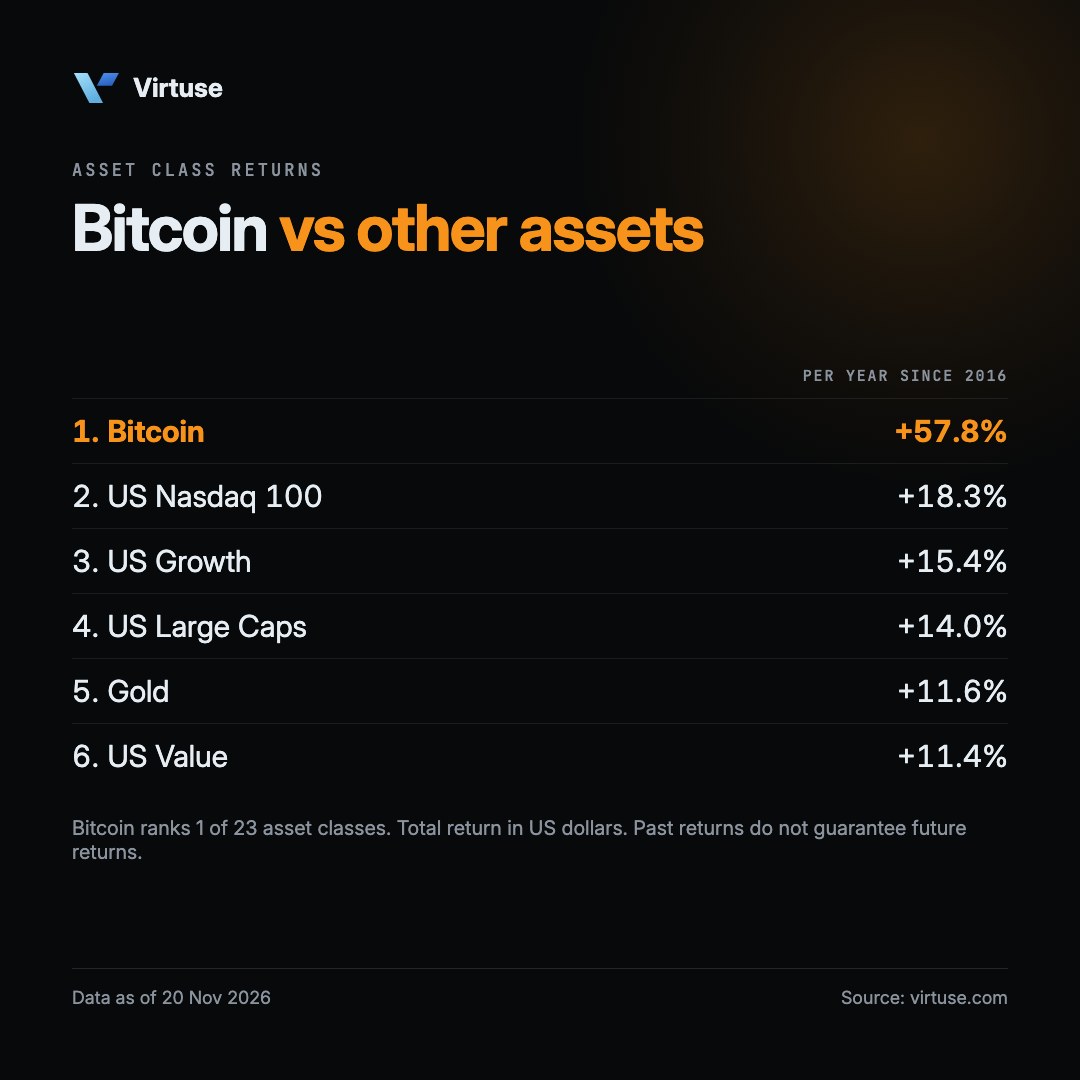 Virtuse
ASSET CLASS RETURNS
Bitcoin vs other assets
PER YEAR SINCE 2016
1. Bitcoin +57.8%
2. US Nasdaq 100 +18.3%
3. US Growth +15.4%
4. US Large Caps +14.0%
5. Gold +11.6%
6. US Value +11.4%
Bitcoin ranks 1 of 23 asset classes. Total return in US dollars. Past returns do not guarantee future
returns.
Data as of 20 Nov 2026 Source: virtuse.com